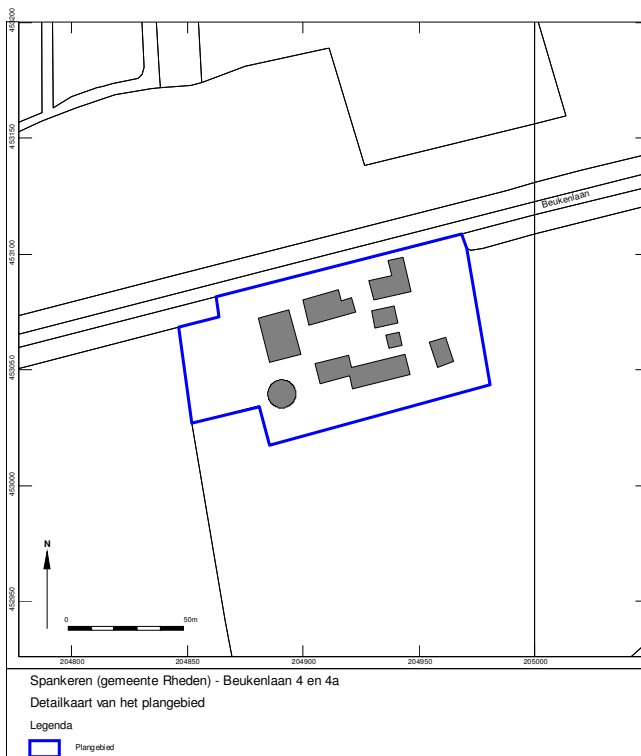 453200
453150
453100
453050
453000
452950
Beukenlaan
N
0 50m
204800 204850 204900 204950 205000
Spankeren (gemeente Rheden) - Beukenlaan 4 en 4a
Detailkaart van het plangebied
Legenda
Plangebied